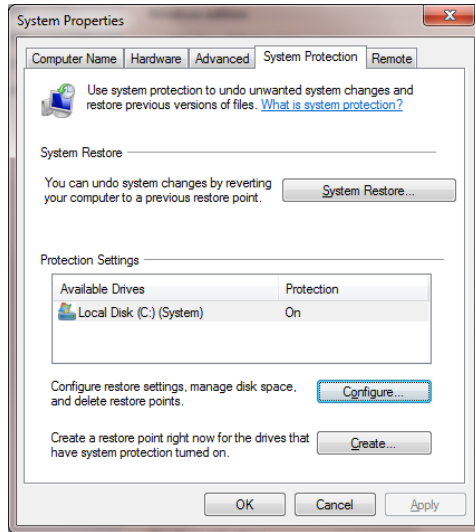 System Properties
Computer Name Hardware Advanced System Protection Remote
Use system protection to undo unwanted system changes and
restore previous versions of files. What is system protection?
System Restore
You can undo system changes by reverting
your computer to a previous restore point.
System Restore...
Protection Settings
Available Drives Protection
Local Disk (C:) (System) On
Configure restore settings, manage disk space,
and delete restore points.
Configure...
Create a restore point right now for the drives that
have system protection turned on.
Create...
OK Cancel Apply